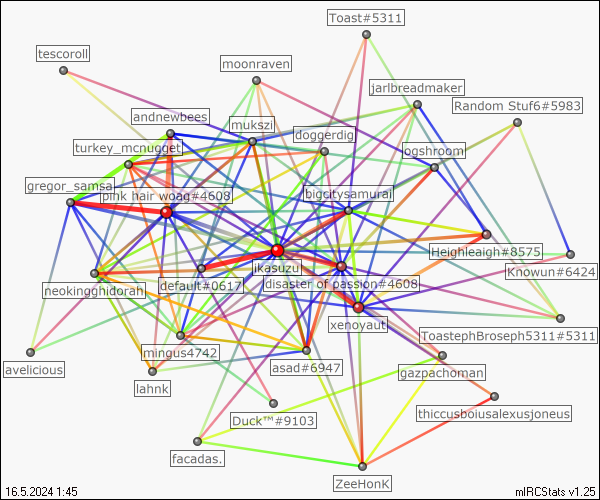 Toast#5311
tescoroll
moonraven
jarlbreadmaker
Random Stuf6#5983
andnewbees
mukszi
doggerdig
turkey_mcnugget
ooshroom
gregor_samsa
pink hair woag#4608
bigcitysamurai
Heighleaigh#8575
ikasuzu
Knowun#6424
neokingghidorah
default#0617
disaster of passion#4608
xenoyaut
ToastephBroseph5311#5311
mingus4742
avelicious
asad#6947
gazpachoman
lahnk
thiccusboiusalexusjoneus
Duck™#9103
facadas.
ZeeHonK
16.5.2024 1:45
mIRCStats v1.25